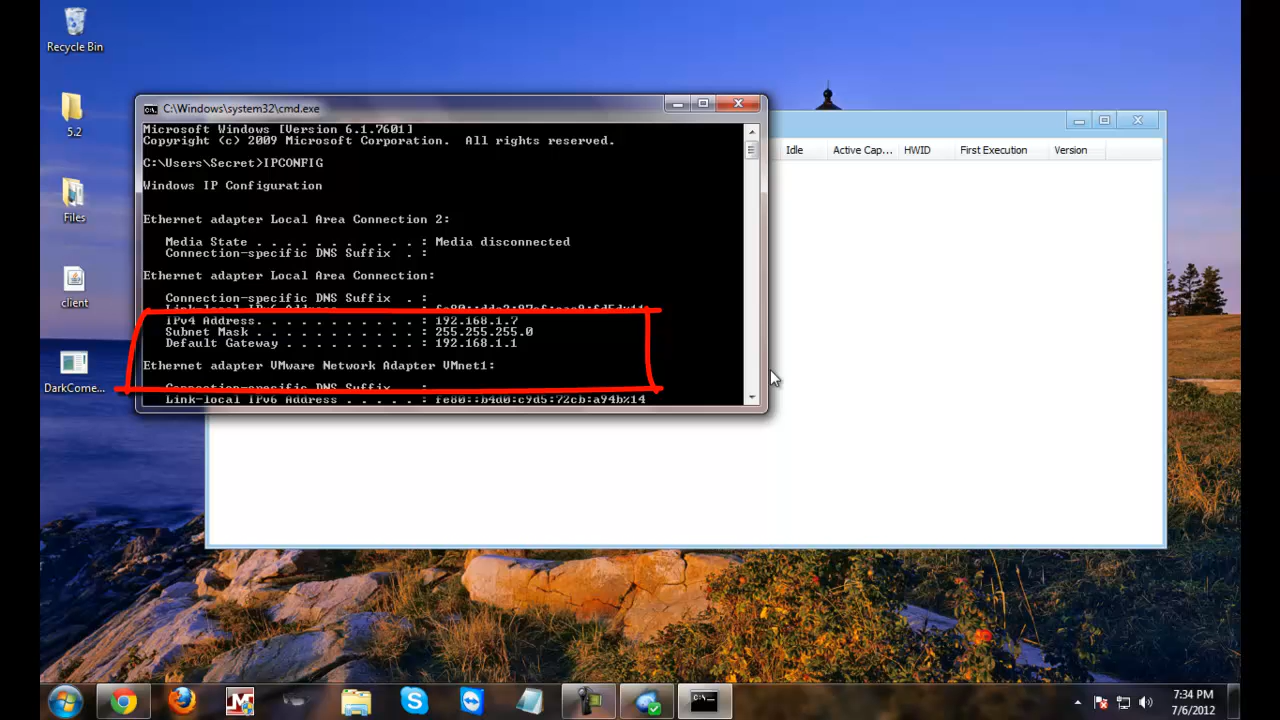 Recycle Bin
5.2
Files
client
DarkCome...
C:\Windows\system32\cmd.exe
Microsoft Windows [Version 6.1.7601]
Copyright (c) 2009 Microsoft Corporation.  All rights reserved.
C:\Users\Secret>IPCONFIG
Windows IP Configuration
Ethernet adapter Local Area Connection 2:
Media State . . . . . . . . . . . : Media disconnected
Connection-specific DNS Suffix  . :
Ethernet adapter Local Area Connection:
Connection-specific DNS Suffix  . :
IPv4 Address. . . . . . . . . . . : 192.168.1.7
Subnet Mask . . . . . . . . . . . : 255.255.255.0
Default Gateway . . . . . . . . . : 192.168.1.1
Ethernet adapter VMware Network Adapter VMnet1:
Connection-specific DNS Suffix  . :
Link-local IPv6 Address . . . . . : fe80::b4d0:c9d5:72cb:a94b%14
Idle Active Cap... HWID First Execution Version
7:34 PM
7/6/2012